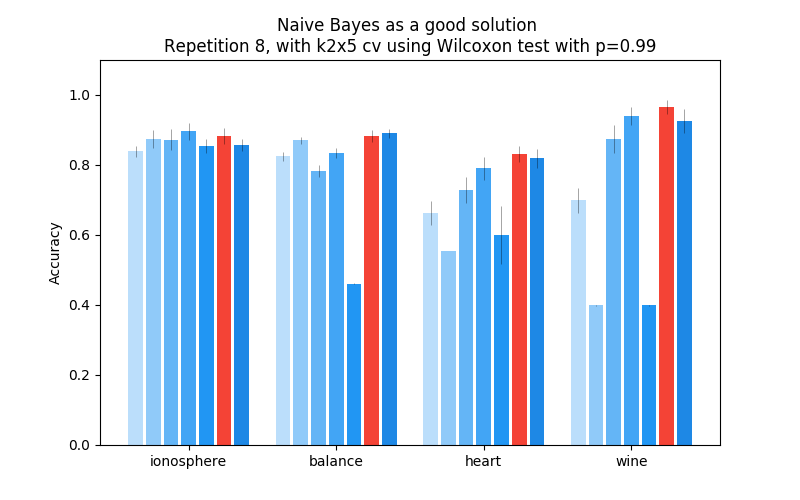 Naive Bayes as a good solution
Repetition 8, with k2x5 cv using Wilcoxon test with p=0.99
1.0
0.8
0.6
0.4
0.2
0.0
Accuracy
ionosphere
balance
heart
wine